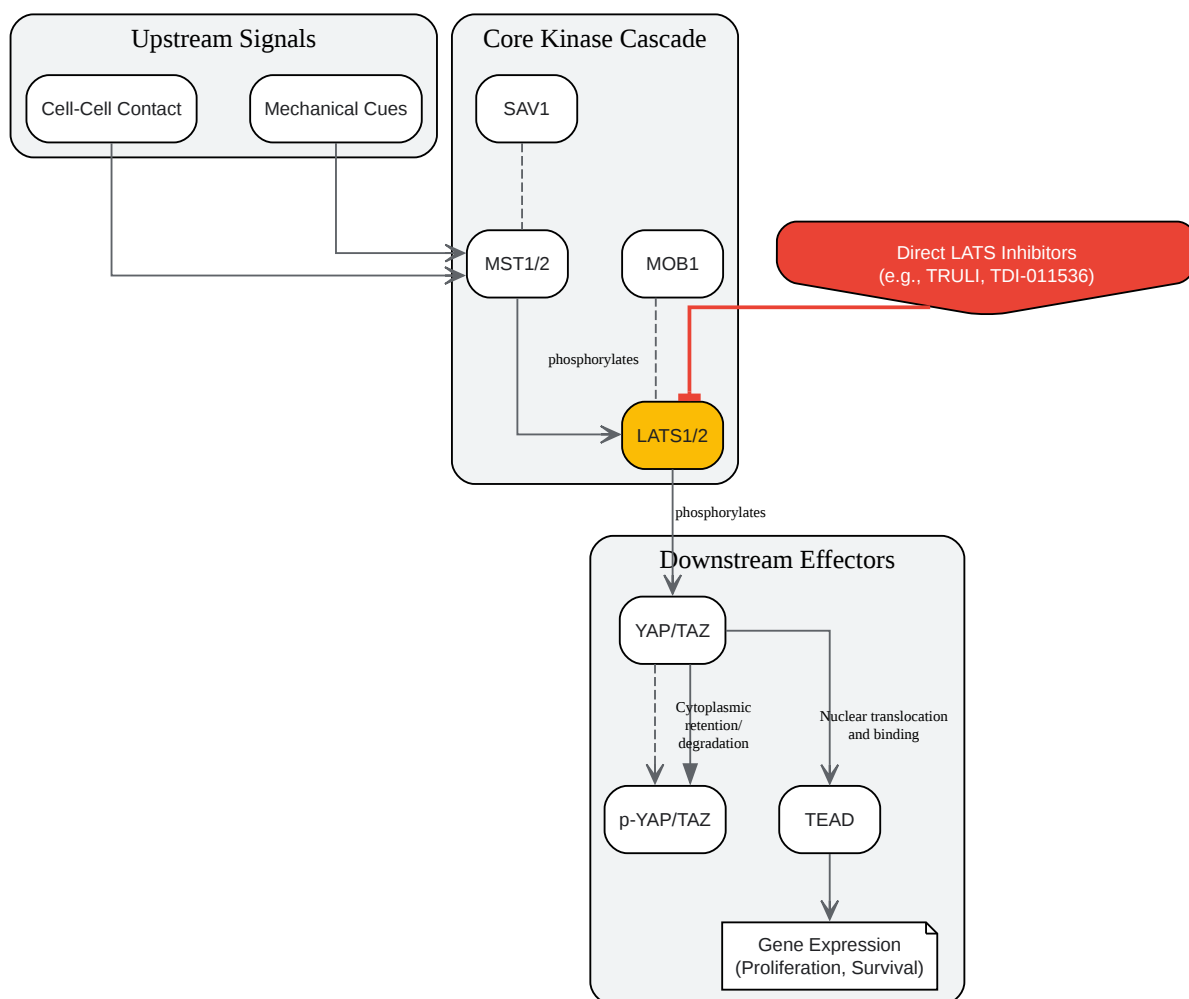 Upstream Signals
Cell-Cell Contact
Mechanical Cues
Core Kinase Cascade
SAV1
MST1/2
MOB1
phosphorylates
LATS1/2
Direct LATS Inhibitors
(e.g., TRULI, TDI-011536)
phosphorylates
Downstream Effectors
YAP/TAZ
Cytoplasmic
retention/
degradation
Nuclear translocation
and binding
p-YAP/TAZ
TEAD
Gene Expression
(Proliferation, Survival)